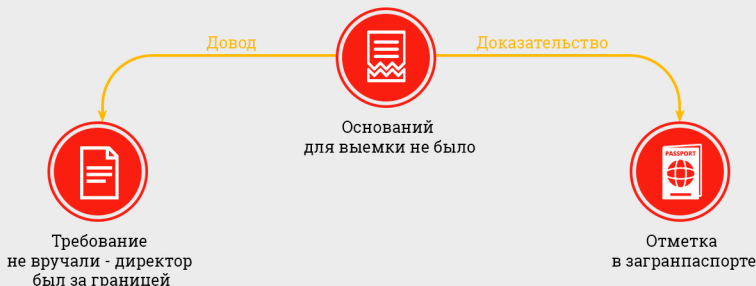 Довод
Доказательство
Оснований
для выемки не было
PASSPORT
Требование
не вручали - директор
был за границей
Отметка
в загранпаспорте